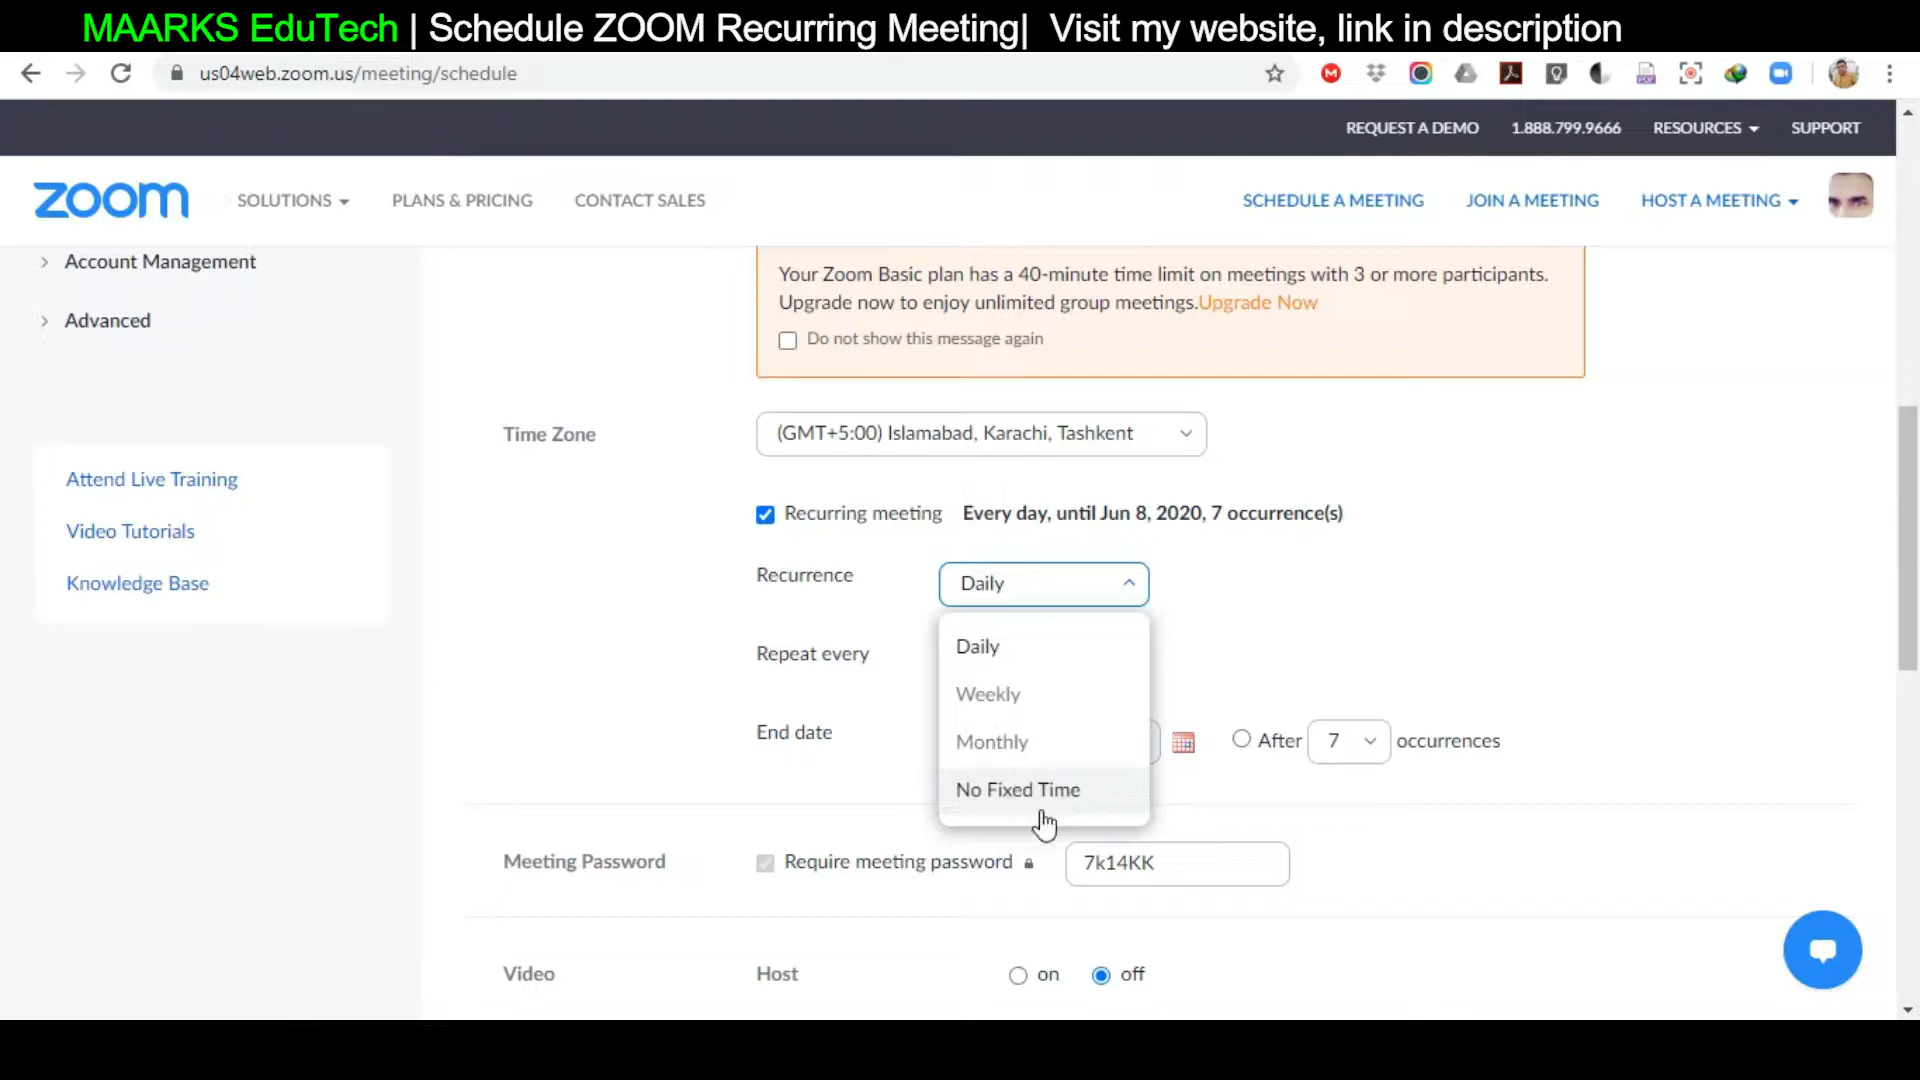 MAARKS EduTech | Schedule ZOOM Recurring Meeting| Visit my website, link in description
us04web.zoom.us/meeting/schedule
REQUEST A DEMO 1.888.799.9666 RESOURCES SUPPORT
zoom SOLUTIONS PLANS & PRICING CONTACT SALES SCHEDULE A MEETING JOIN A MEETING HOST A MEETING
Account Management
Advanced
Attend Live Training
Video Tutorials
Knowledge Base
Your Zoom Basic plan has a 40-minute time limit on meetings with 3 or more participants.
Upgrade now to enjoy unlimited group meetings.Upgrade Now
Do not show this message again
Time Zone (GMT+5:00) Islamabad, Karachi, Tashkent
Recurring meeting Every day, until Jun 8, 2020, 7 occurrence(s)
Recurrence Daily
Daily
Repeat every
Weekly
End date
Monthly
After 7 occurrences
No Fixed Time
Meeting Password Require meeting password 7k14KK
Video Host on off